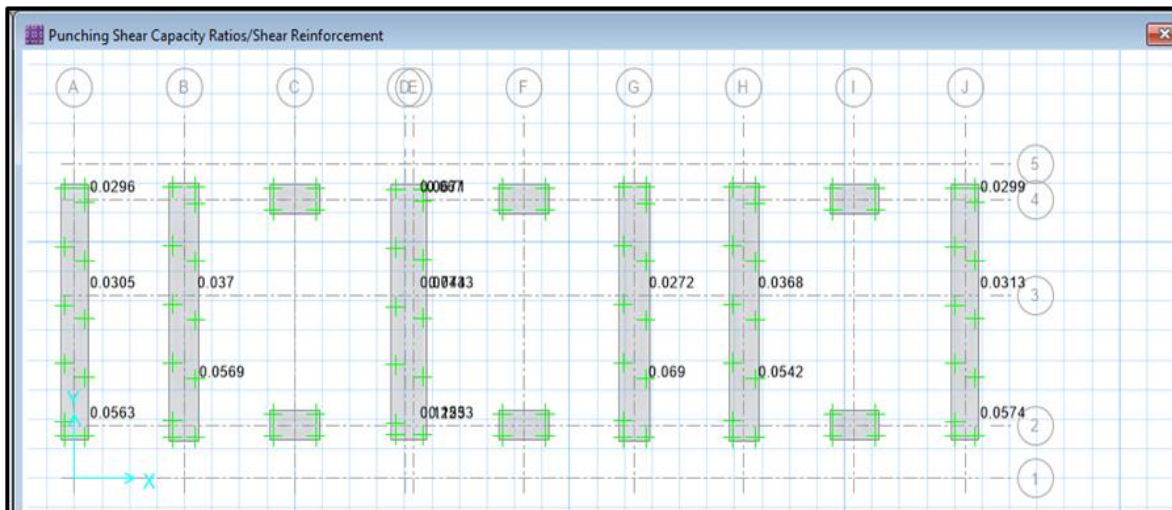 Punching Shear Capacity Ratios/Shear Reinforcement
A B C D E F G H I J
5
0.0296 0.0299
4
0.0305 0.037 0.0272 0.0368 0.0313
3
0.0569 0.069 0.0542
0.0563 0.0574
2
Y
X
1